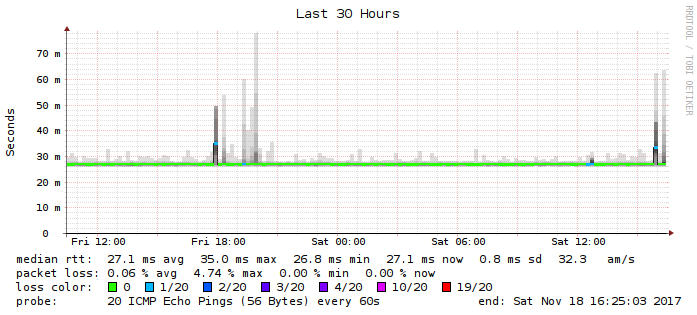 Last 30 Hours
RRDTOOL / TOBI OETIKER
Seconds
70 m
60 m
50 m
40 m
30 m
20 m
10 m
0
Fri 12:00 Fri 18:00 Sat 00:00 Sat 06:00 Sat 12:00
median rtt: 27.1 ms avg 35.0 ms max 26.8 ms min 27.1 ms now 0.8 ms sd 32.3 am/s
packet loss: 0.06 % avg 4.74 % max 0.00 % min 0.00 % now
loss color: 0 1/20 2/20 3/20 4/20 10/20 19/20
probe: 20 ICMP Echo Pings (56 Bytes) every 60s end: Sat Nov 18 16:25:03 2017